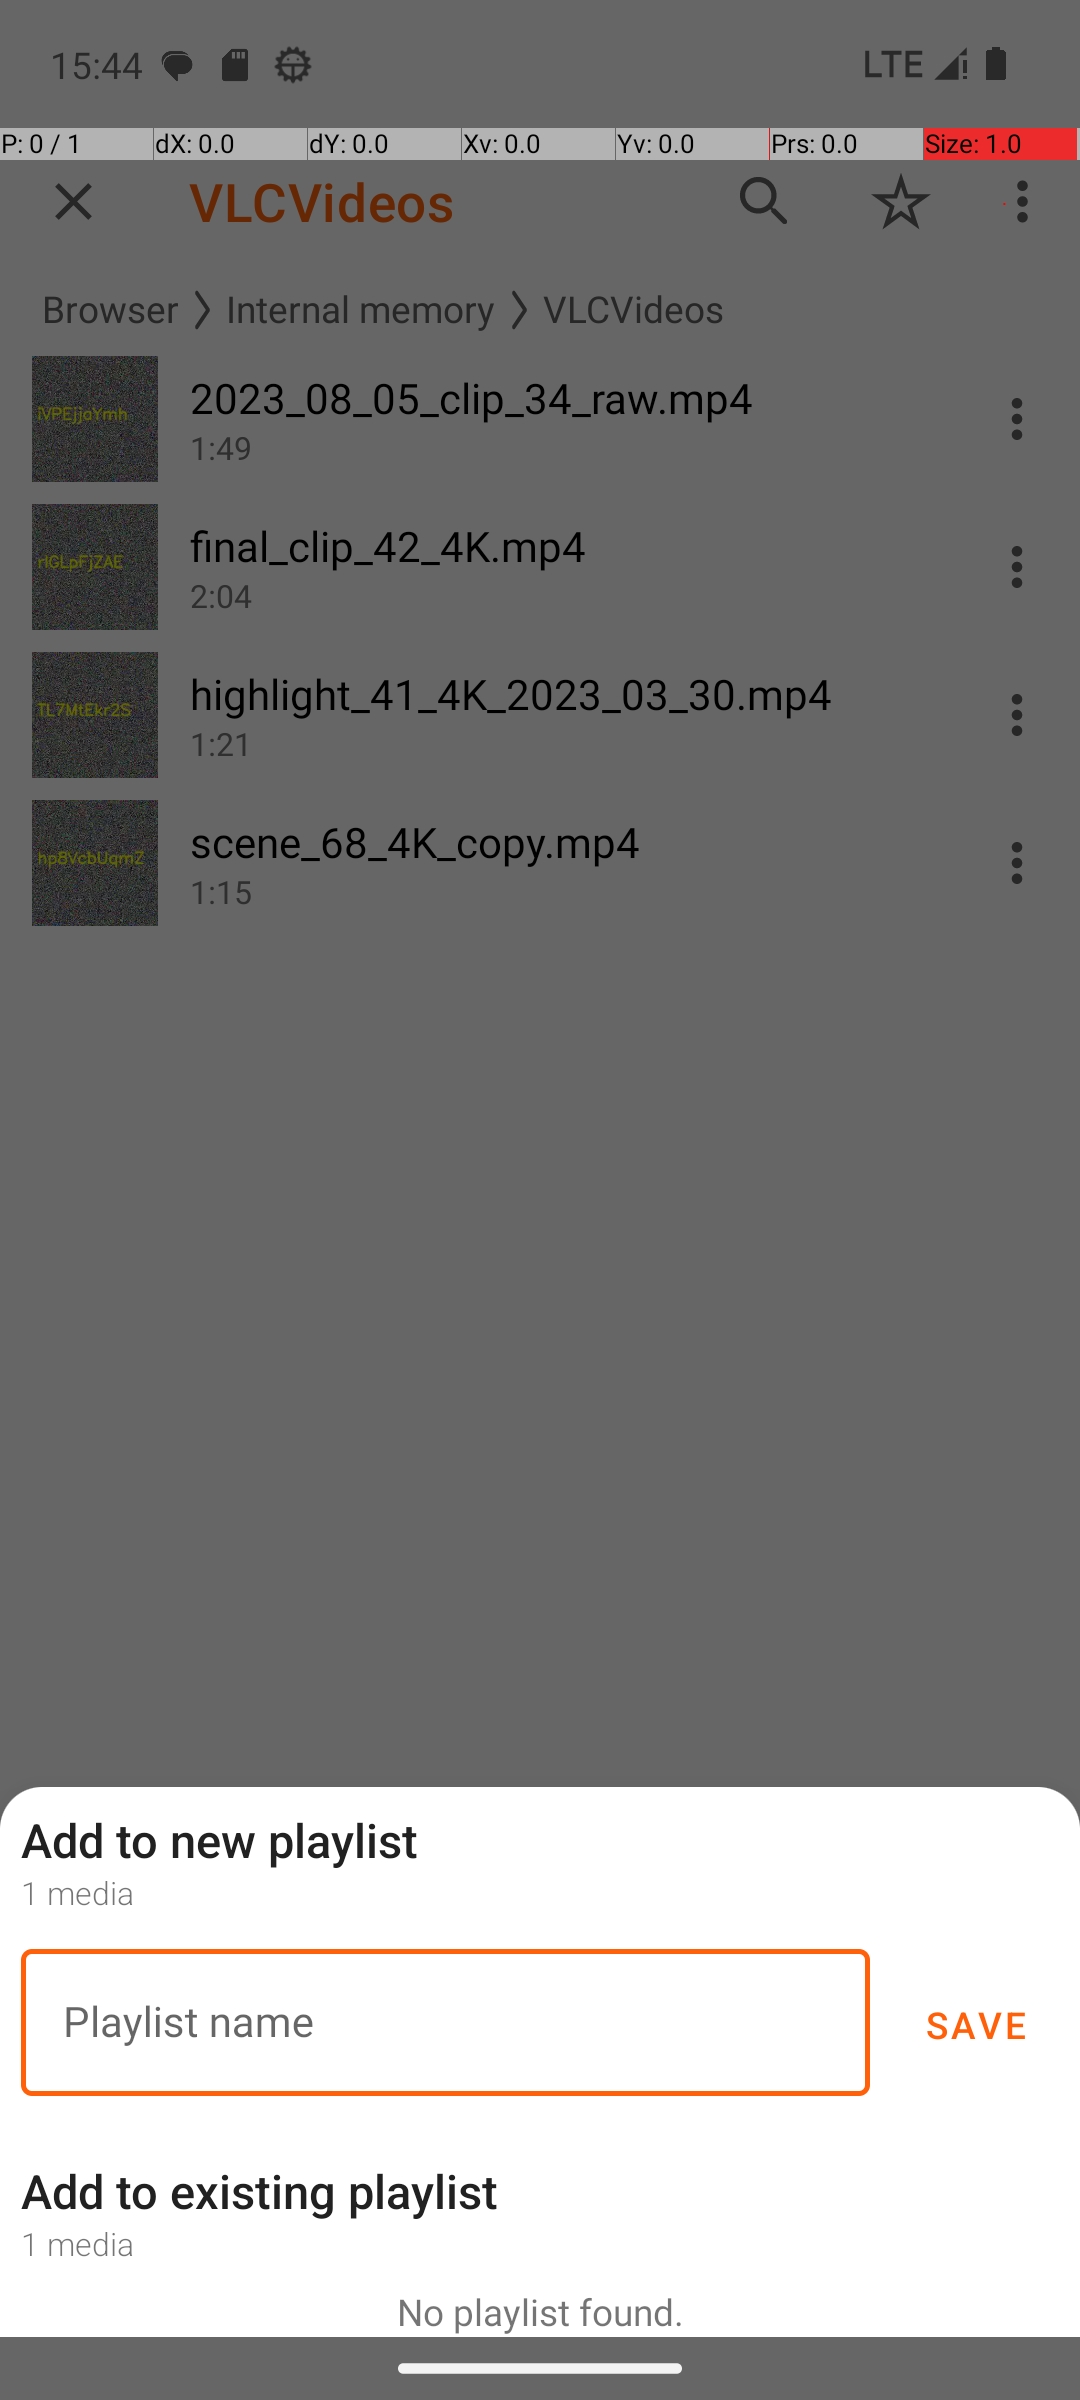 15:44
LTE
P: 0 / 1 dX: 0.0 dY: 0.0 Xv: 0.0 Yv: 0.0 Prs: 0.0 Size: 1.0
VLCVideos
Browser Internal memory VLCVideos
2023_08_05_clip_34_raw.mp4
1:49
final_clip_42_4K.mp4
2:04
TL7MtEkr2S
highlight_41_4K_2023_03_30.mp4
1:21
hp8VcbUqmZ
scene_68_4K_copy.mp4
1:15
Add to new playlist
1 media
Playlist name
SAVE
Add to existing playlist
1 media
No playlist found.